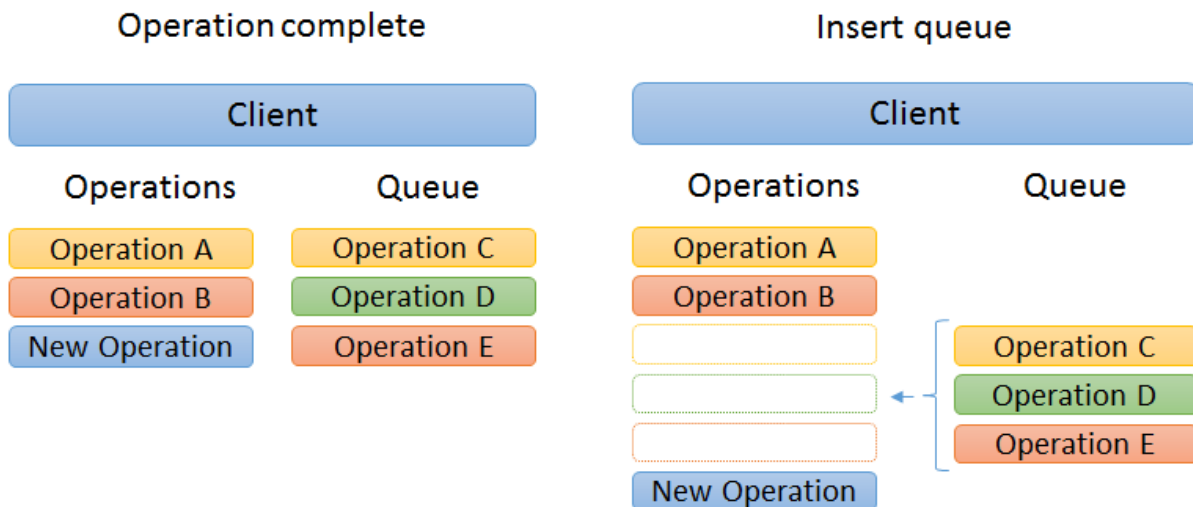 Operation complete
Client
Operations Queue
Operation A Operation C
Operation B Operation D
New Operation Operation E
Insert queue
Client
Operations Queue
Operation A
Operation B
Operation C
Operation D
Operation E
New Operation